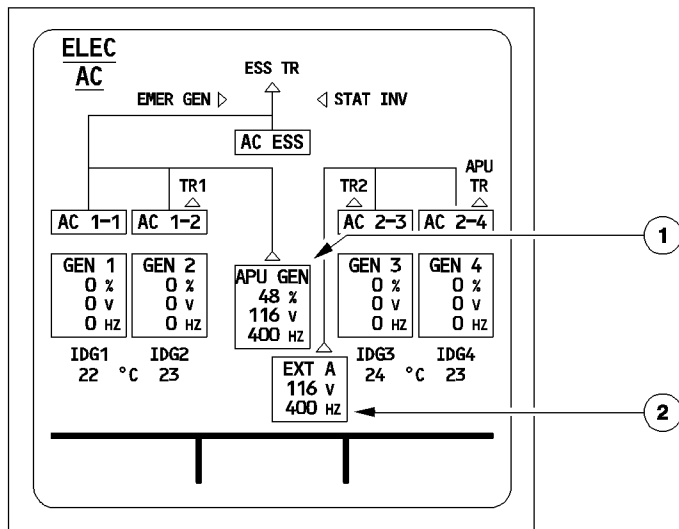 ELEC
AC
ESS TR
EMER GEN
STAT INV
AC ESS
APU
TR1
TR2
TR
AC 1-1
AC 1-2
AC 2-3
AC 2-4
1
GEN 1
0 %
0 V
0 HZ
GEN 2
0 %
0 V
0 HZ
APU GEN
48 %
116 V
400 HZ
GEN 3
0 %
0 V
0 HZ
GEN 4
0 %
0 V
0 HZ
IDG1
22 °C
IDG2
23
IDG3
24 °C
IDG4
23
EXT A
116 V
400 HZ
2